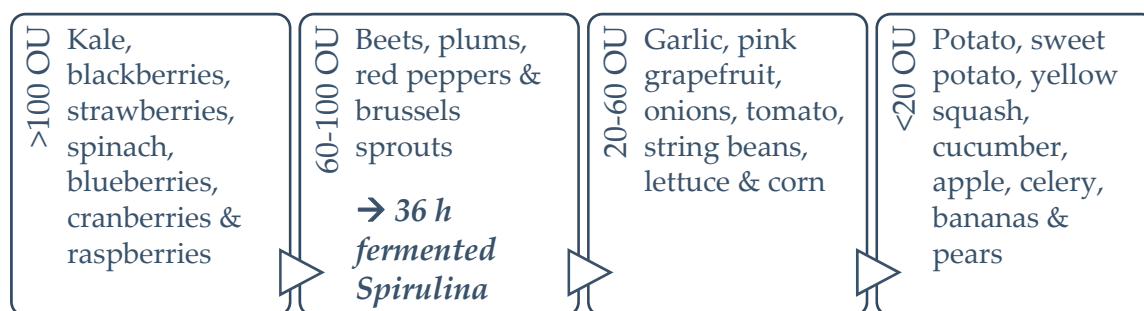 >100 OU
Kale,
blackberries,
strawberries,
spinach,
blueberries,
cranberries &
raspberries
60-100 OU
Beets, plums,
red peppers &
brussels
sprouts
→ 36 h
fermented
Spirulina
20-60 OU
Garlic, pink
grapefruit,
onions, tomato,
string beans,
lettuce & corn
<20 OU
Potato, sweet
potato, yellow
squash,
cucumber,
apple, celery,
bananas &
pears